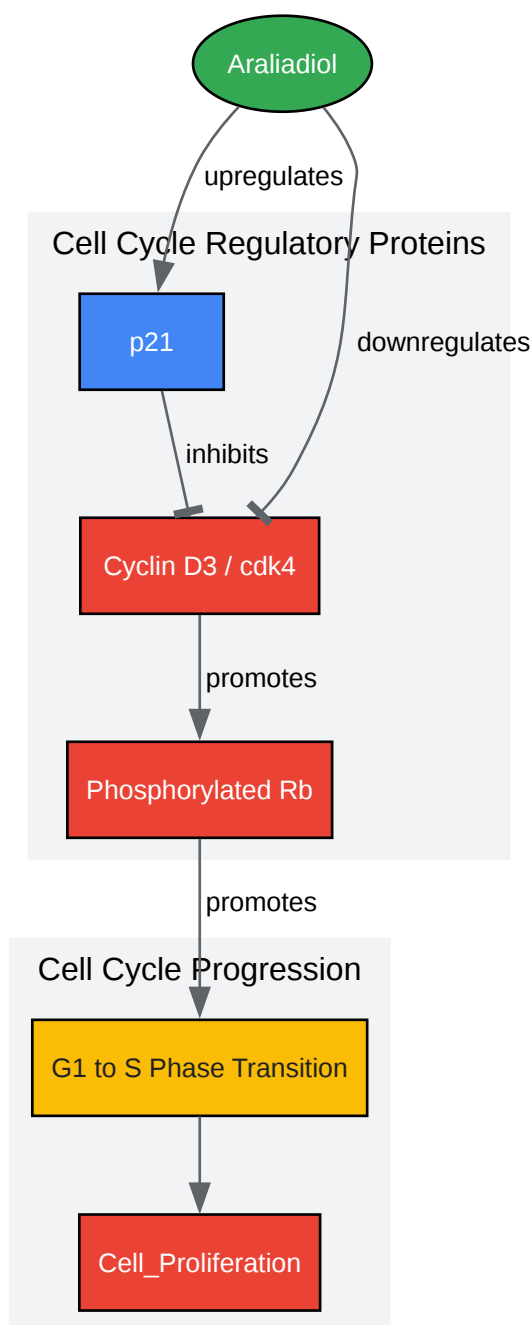 Araliadiol
upregulates
Cell Cycle Regulatory Proteins
p21
downregulates
inhibits
Cyclin D3 / cdk4
promotes
Phosphorylated Rb
promotes
Cell Cycle Progression
G1 to S Phase Transition
Cell_Proliferation